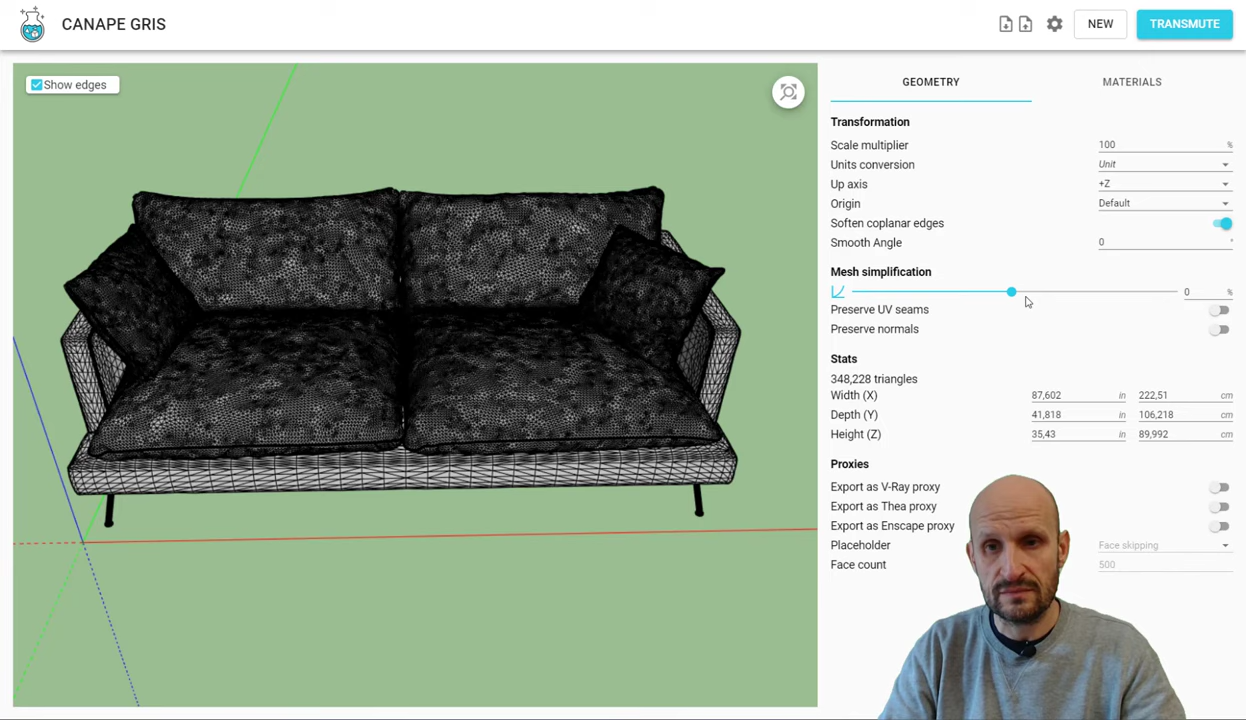 CANAPE GRIS
NEW
TRANSMUTE
Show edges
GEOMETRY
MATERIALS
Transformation
Scale multiplier 100 %
Units conversion Unit
Up axis +Z
Origin Default
Soften coplanar edges
Smooth Angle 0 °
Mesh simplification
0 %
Preserve UV seams
Preserve normals
Stats
348,228 triangles
Width (X) 87,602 in 222,51 cm
Depth (Y) 41,818 in 106,218 cm
Height (Z) 35,43 in 89,992 cm
Proxies
Export as V-Ray proxy
Export as Thea proxy
Export as Enscape proxy
Placeholder Face skipping
Face count 500